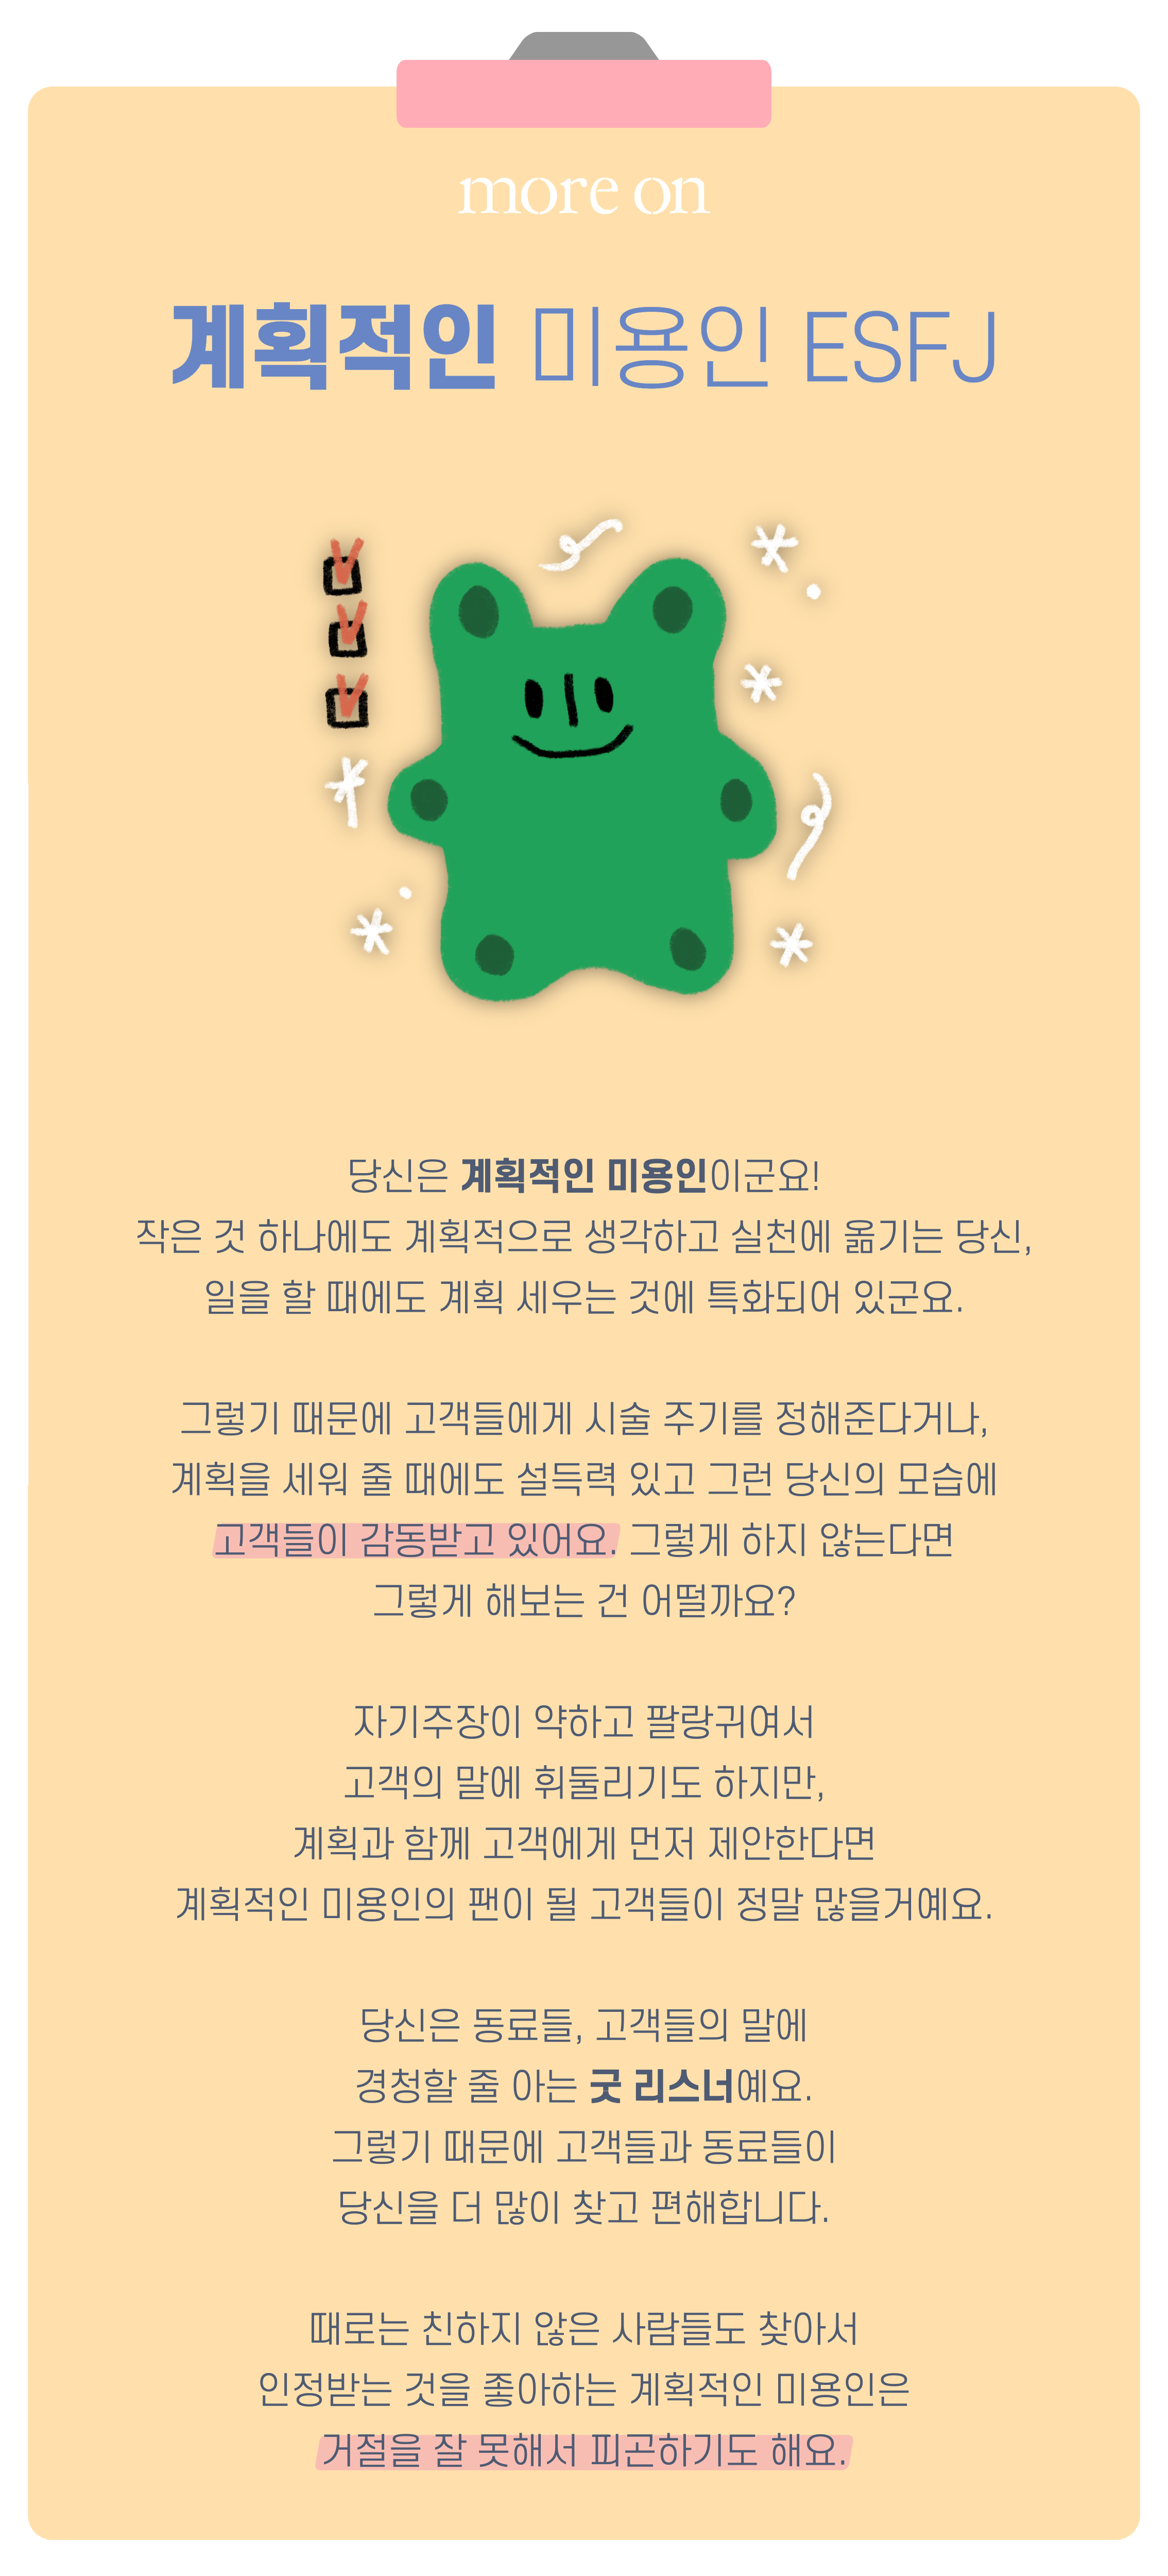 more on
계획적인 미용인 ESFJ
당신은 계획적인 미용인이군요!
작은 것 하나에도 계획적으로 생각하고 실천에 옮기는 당신,
일을 할 때에도 계획 세우는 것에 특화되어 있군요.
그렇기 때문에 고객들에게 시술 주기를 정해준다거나,
계획을 세워 줄 때에도 설득력 있고 그런 당신의 모습에
고객들이 감동받고 있어요. 그렇게 하지 않는다면
그렇게 해보는 건 어떨까요?
자기주장이 약하고 팔랑귀여서
고객의 말에 휘둘리기도 하지만,
계획과 함께 고객에게 먼저 제안한다면
계획적인 미용인의 팬이 될 고객들이 정말 많을거예요.
당신은 동료들, 고객들의 말에
경청할 줄 아는 굿 리스너예요.
그렇기 때문에 고객들과 동료들이
당신을 더 많이 찾고 편해합니다.
때로는 친하지 않은 사람들도 찾아서
인정받는 것을 좋아하는 계획적인 미용인은
거절을 잘 못해서 피곤하기도 해요.